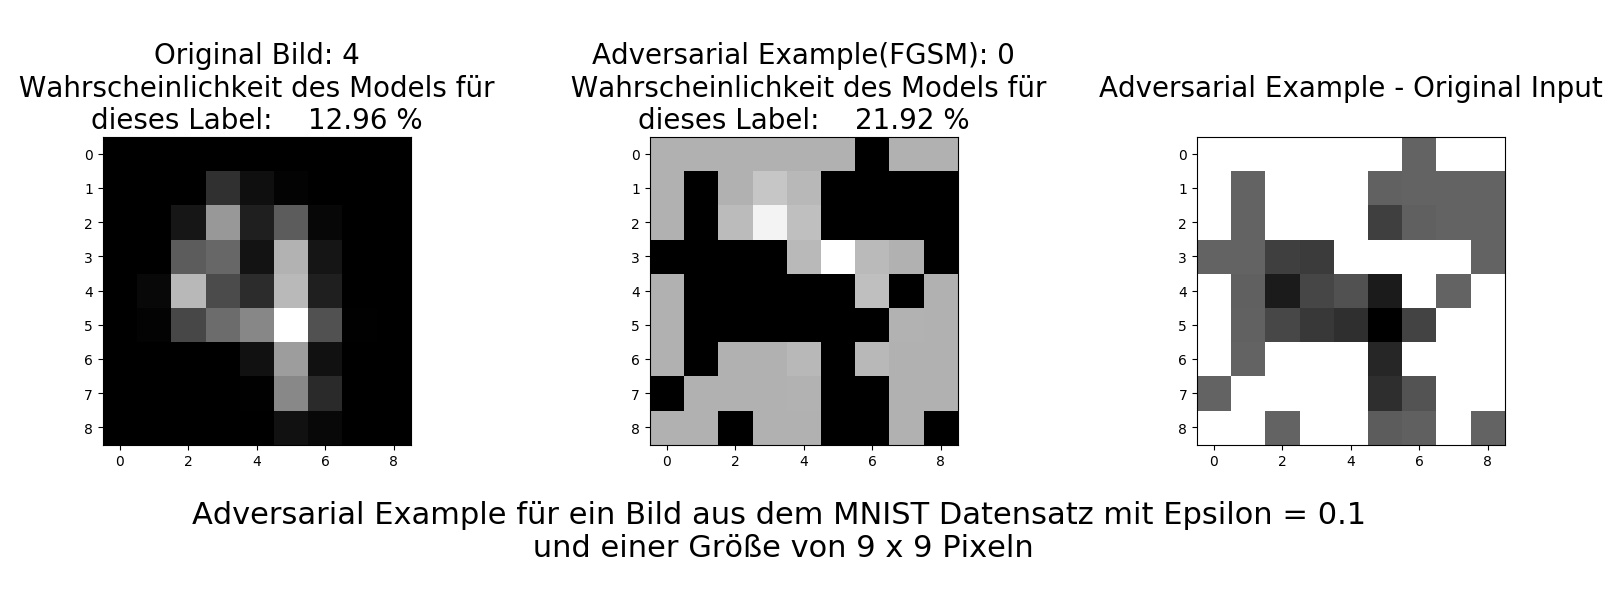 Original Bild: 4
Wahrscheinlichkeit des Models für
dieses Label: 12.96 %
Adversarial Example(FGSM): 0
Wahrscheinlichkeit des Models für
dieses Label: 21.92 %
Adversarial Example - Original Input
0
1
2
3
4
5
6
7
8
0 2 4 6 8
0
1
2
3
4
5
6
7
8
0 2 4 6 8
0
1
2
3
4
5
6
7
8
0 2 4 6 8
Adversarial Example für ein Bild aus dem MNIST Datensatz mit Epsilon = 0.1
und einer Größe von 9 x 9 Pixeln